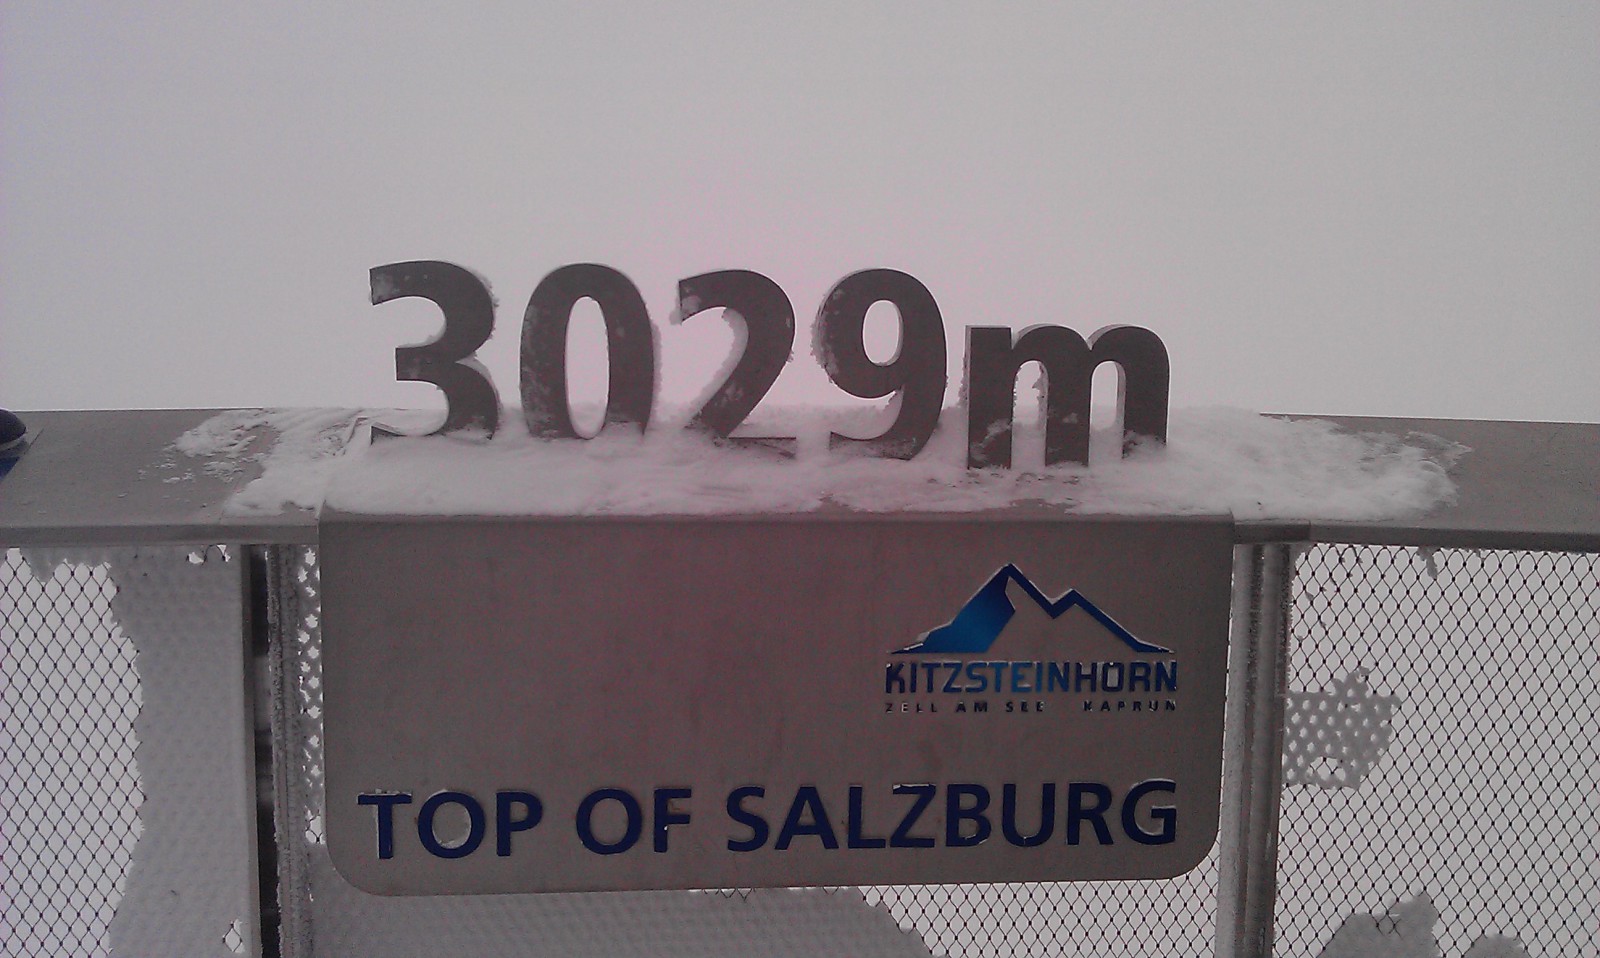 3029m
KITZSTEINHORN
ZELL AM SEE KAPRUN
TOP OF SALZBURG